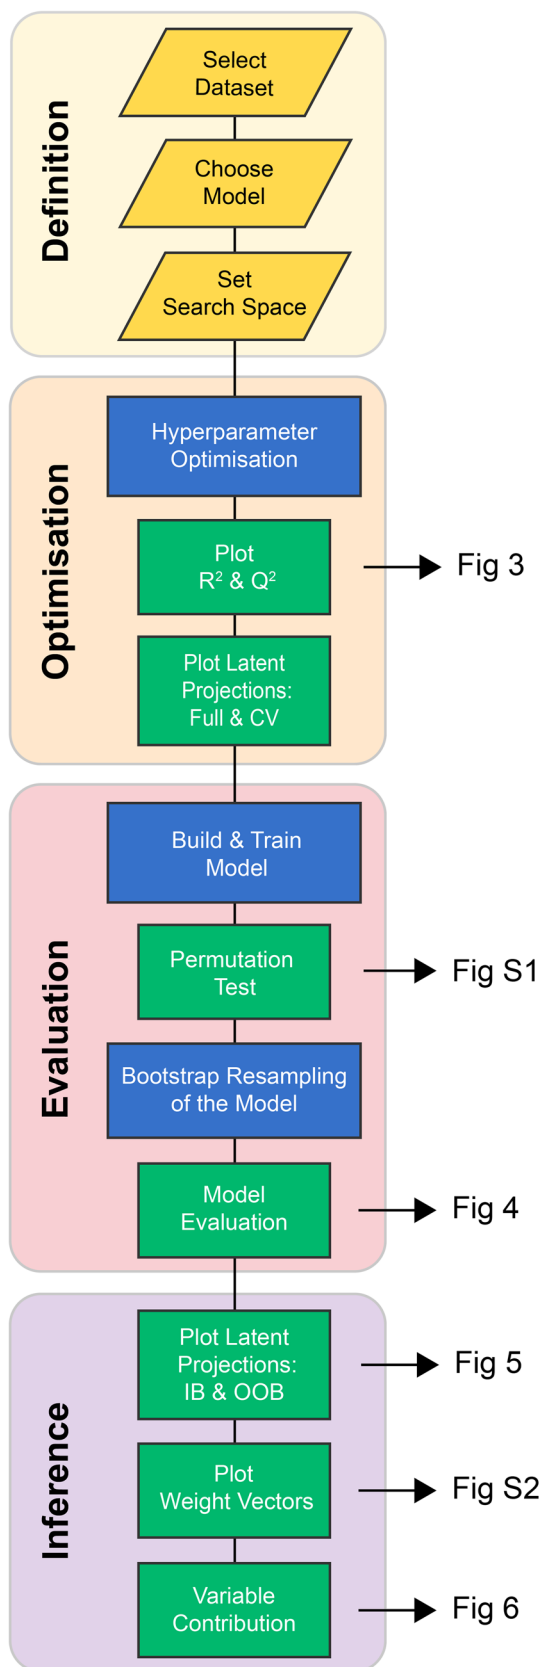 Definition
Select
Dataset
Choose
Model
Set
Search Space
Optimisation
Hyperparameter
Optimisation
Plot
R² & Q²
Fig 3
Plot Latent
Projections:
Full & CV
Evaluation
Build & Train
Model
Permutation
Test
Fig S1
Bootstrap Resampling
of the Model
Model
Evaluation
Fig 4
Inference
Plot Latent
Projections:
IB & OOB
Fig 5
Plot
Weight Vectors
Fig S2
Variable
Contribution
Fig 6